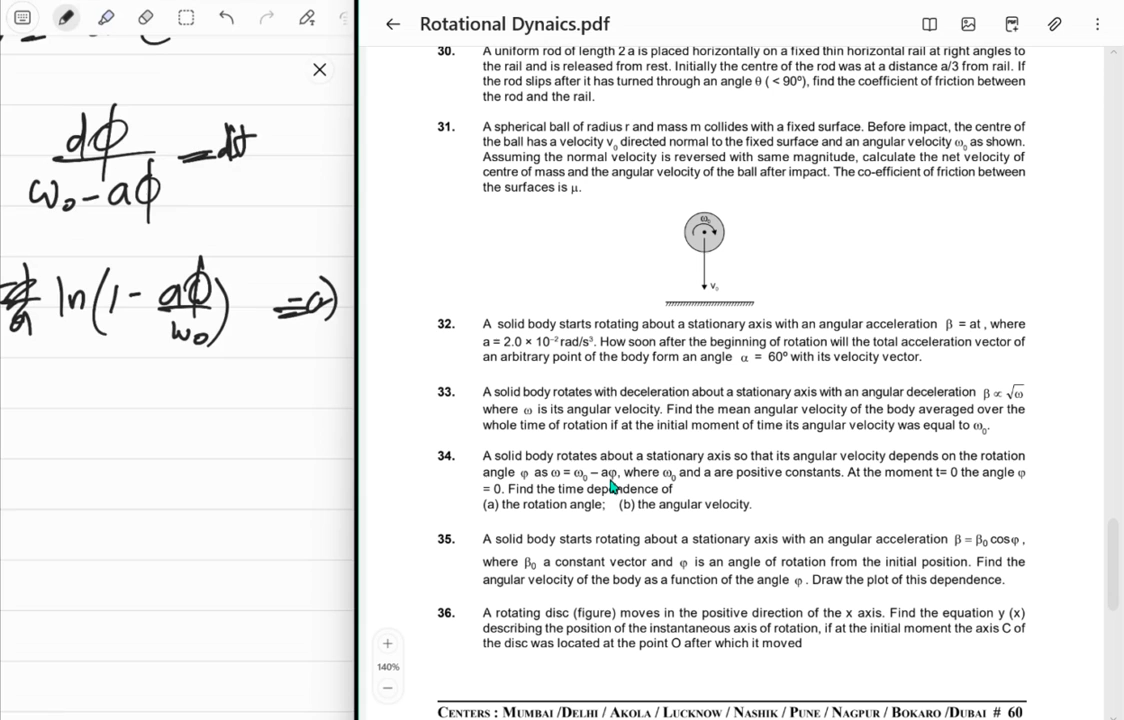 Rotational Dynaics.pdf
30. A uniform rod of length 2 a is placed horizontally on a fixed thin horizontal rail at right angles to
the rail and is released from rest. Initially the centre of the rod was at a distance a/3 from rail. If
the rod slips after it has turned through an angle θ ( < 90º), find the coefficient of friction between
the rod and the rail.
31. A spherical ball of radius r and mass m collides with a fixed surface. Before impact, the centre of
the ball has a velocity v₀ directed normal to the fixed surface and an angular velocity ω₀ as shown.
Assuming the normal velocity is reversed with same magnitude, calculate the net velocity of
centre of mass and the angular velocity of the ball after impact. The co-efficient of friction between
the surfaces is μ.
ω₀
v₀
32. A solid body starts rotating about a stationary axis with an angular acceleration β = at, where
a = 2.0 × 10⁻² rad/s³. How soon after the beginning of rotation will the total acceleration vector of
an arbitrary point of the body form an angle α = 60º with its velocity vector.
33. A solid body rotates with deceleration about a stationary axis with an angular deceleration β ∝ √ω
where ω is its angular velocity. Find the mean angular velocity of the body averaged over the
whole time of rotation if at the initial moment of time its angular velocity was equal to ω₀.
34. A solid body rotates about a stationary axis so that its angular velocity depends on the rotation
angle φ as ω = ω₀ – aφ, where ω₀ and a are positive constants. At the moment t= 0 the angle φ
= 0. Find the time dependence of
(a) the rotation angle; (b) the angular velocity.
35. A solid body starts rotating about a stationary axis with an angular acceleration β = β₀ cosφ,
where β₀ a constant vector and φ is an angle of rotation from the initial position. Find the
angular velocity of the body as a function of the angle φ. Draw the plot of this dependence.
36. A rotating disc (figure) moves in the positive direction of the x axis. Find the equation y (x)
describing the position of the instantaneous axis of rotation, if at the initial moment the axis C of
the disc was located at the point O after which it moved
CENTERS : MUMBAI /DELHI / AKOLA / LUCKNOW / NASHIK / PUNE / NAGPUR / BOKARO /DUBAI # 60
140%
dφ
= dt
ω₀ - aφ
ln(1 - aφ
ω₀)